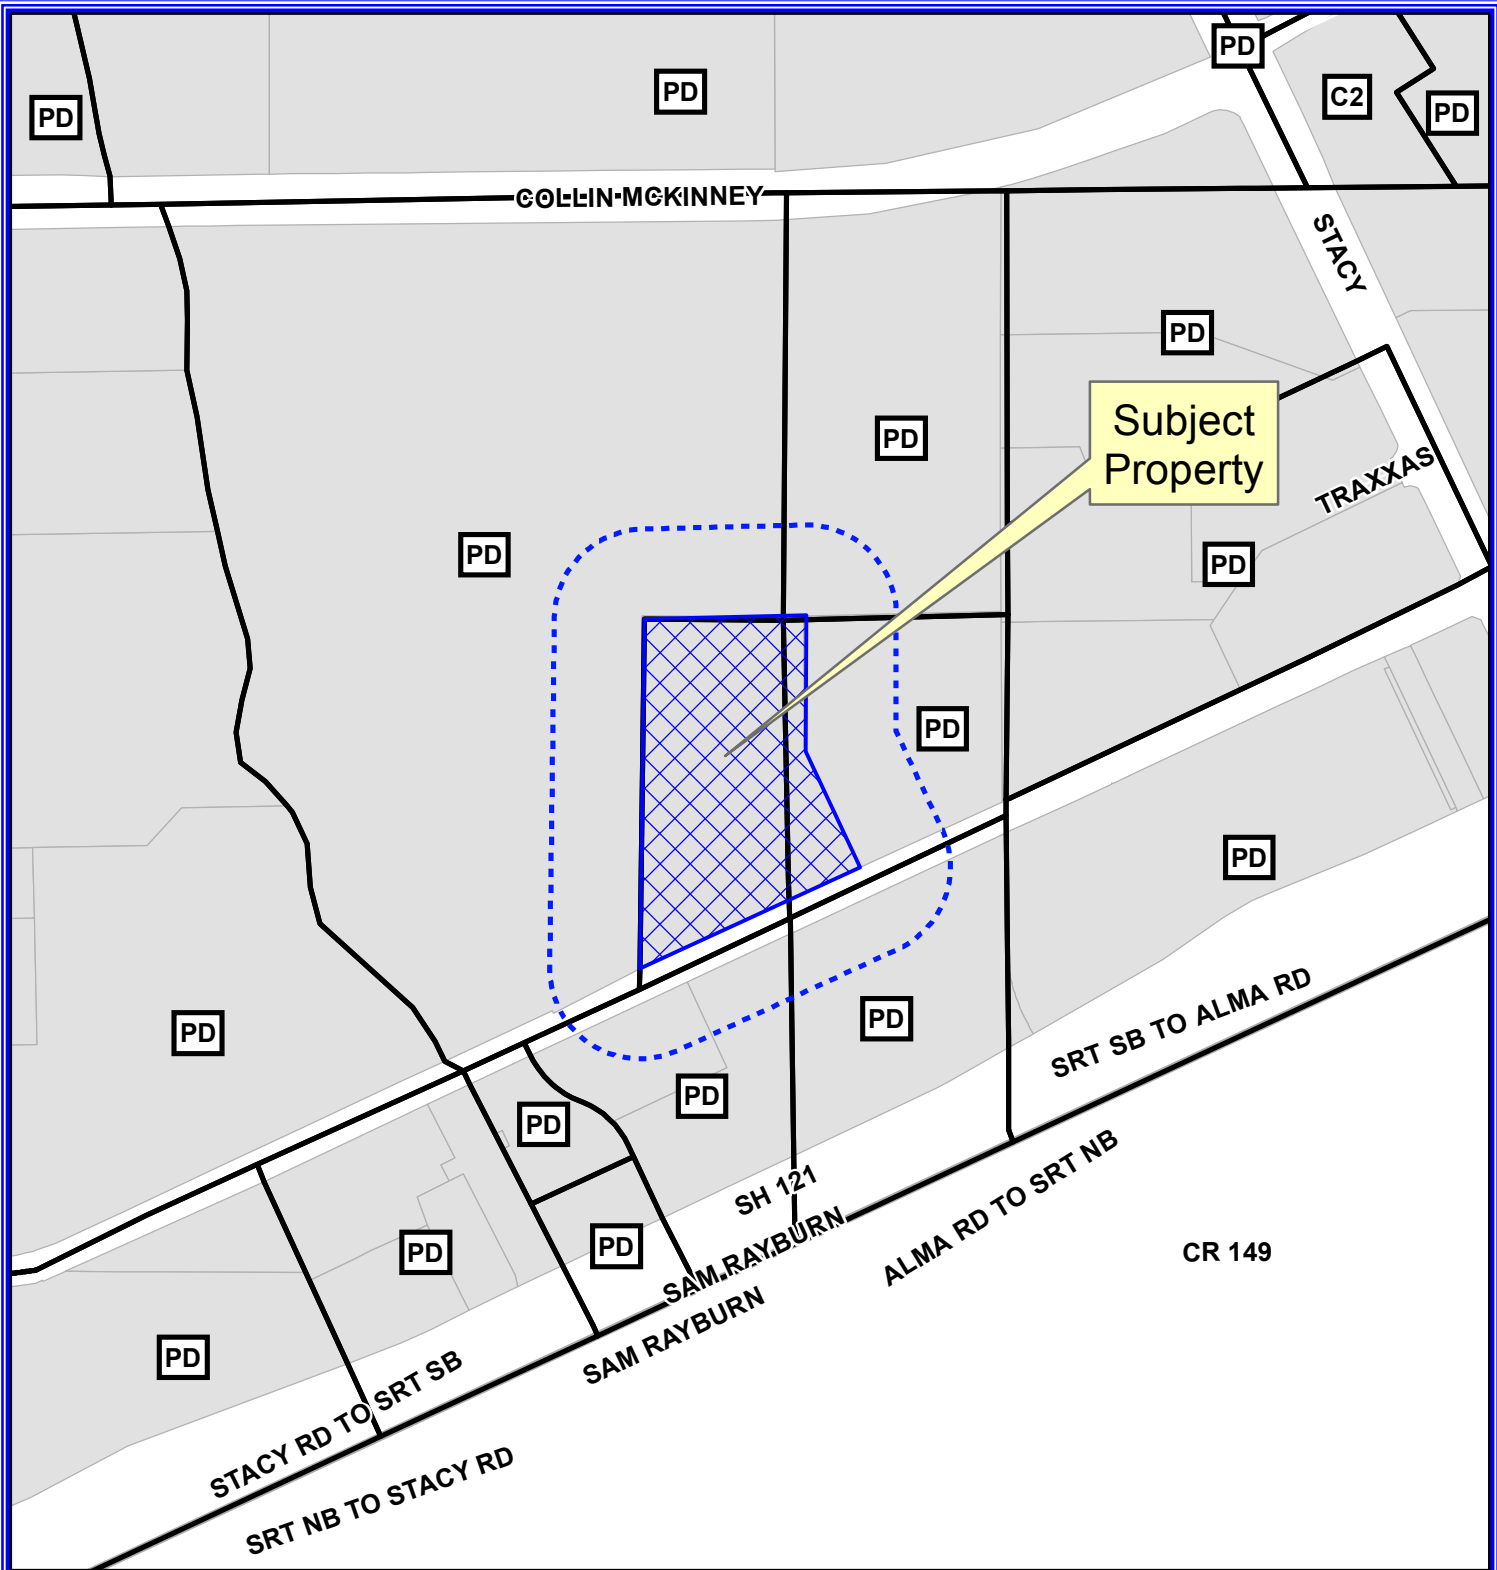 PD
PD
C2
PD
PD
COLLIN MCKINNEY
STACY
PD
Subject
Property
PD
TRAXXAS
PD
PD
PD
PD
SRT SB TO ALMA RD
PD
PD
PD
PD
SH 121
ALMA RD TO SRT NB
SAM RAYBURN
PD
PD
CR 149
SAM RAYBURN
PD
STACY RD TO SRT SB
SRT NB TO STACY RD